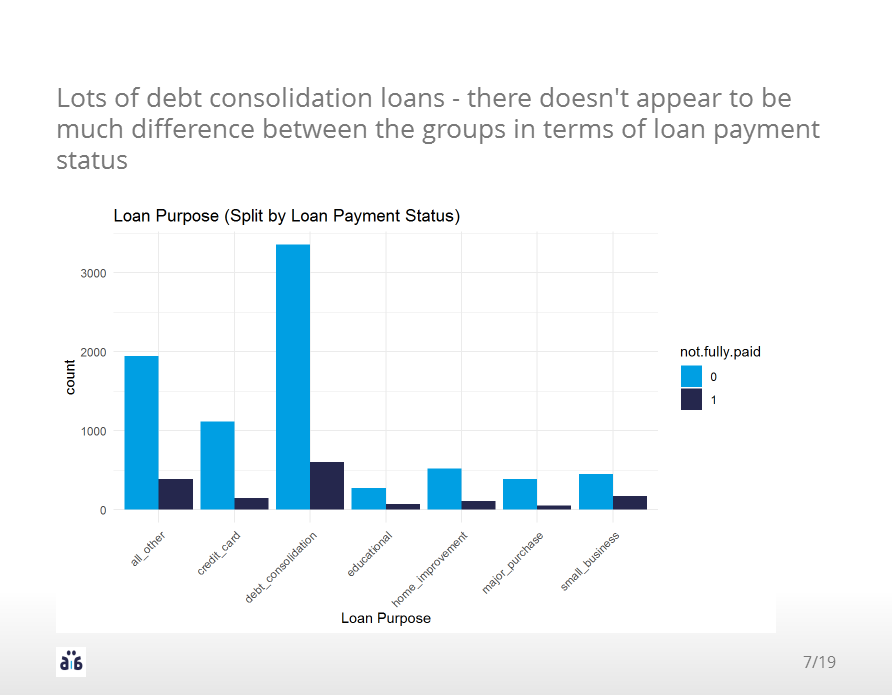 Lots of debt consolidation loans - there doesn't appear to be
much difference between the groups in terms of loan payment
status
Loan Purpose (Split by Loan Payment Status)
3000
2000
1000
0
count
all_other
credit_card
debt_consolidation
educational
home_improvement
major_purchase
small_business
Loan Purpose
not.fully.paid
0
1
7/19